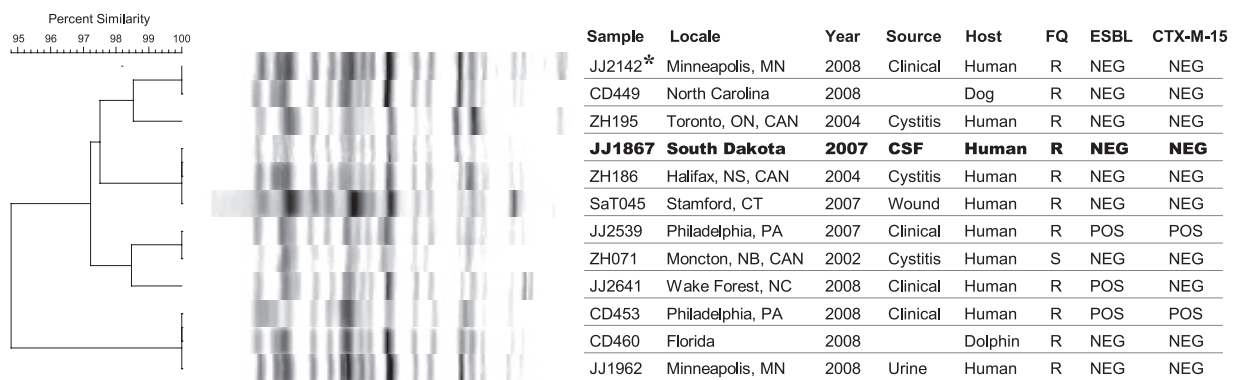 Percent Similarity
95 96 97 98 99 100
Sample Locale Year Source Host FQ ESBL CTX-M-15
JJ2142* Minneapolis, MN 2008 Clinical Human R NEG NEG
CD449 North Carolina 2008 Dog R NEG NEG
ZH195 Toronto, ON, CAN 2004 Cystitis Human R NEG NEG
JJ1867 South Dakota 2007 CSF Human R NEG NEG
ZH186 Halifax, NS, CAN 2004 Cystitis Human R NEG NEG
SaT045 Stamford, CT 2007 Wound Human R NEG NEG
JJ2539 Philadelphia, PA 2007 Clinical Human R POS POS
ZH071 Moncton, NB, CAN 2002 Cystitis Human S NEG NEG
JJ2641 Wake Forest, NC 2008 Clinical Human R POS NEG
CD453 Philadelphia, PA 2008 Clinical Human R POS POS
CD460 Florida 2008 Dolphin R NEG NEG
JJ1962 Minneapolis, MN 2008 Urine Human R NEG NEG